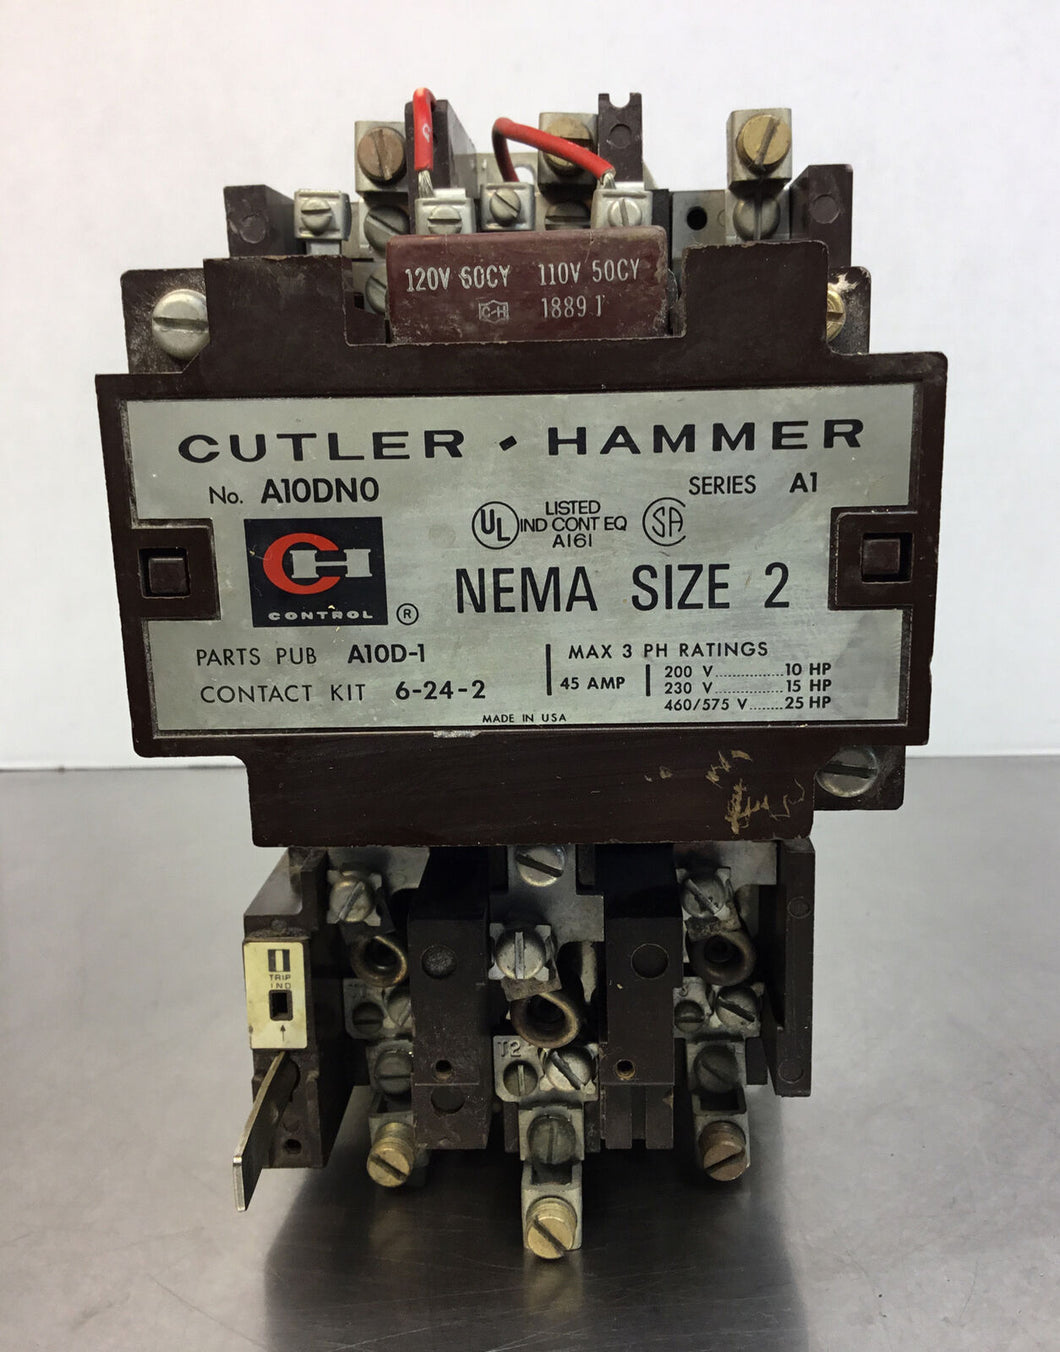 120V 60CY 110V 50CY
C-H 1889 1
CUTLER • HAMMER
No. A10DN0 SERIES A1
UL LISTED IND CONT EQ A161 SA
CH CONTROL ®
NEMA SIZE 2
PARTS PUB A10D-1
CONTACT KIT 6-24-2
45 AMP
MAX 3 PH RATINGS
200 V..............10 HP
230 V..............15 HP
460/575 V.......25 HP
MADE IN USA
TRIP
IND
T2